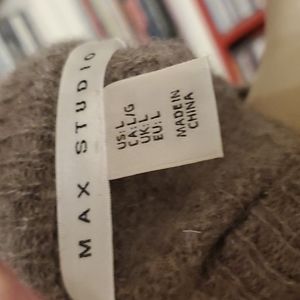 MAX STUDIO
US: L
CA: L/G
UK: L
EU: L
MADE IN
CHINA